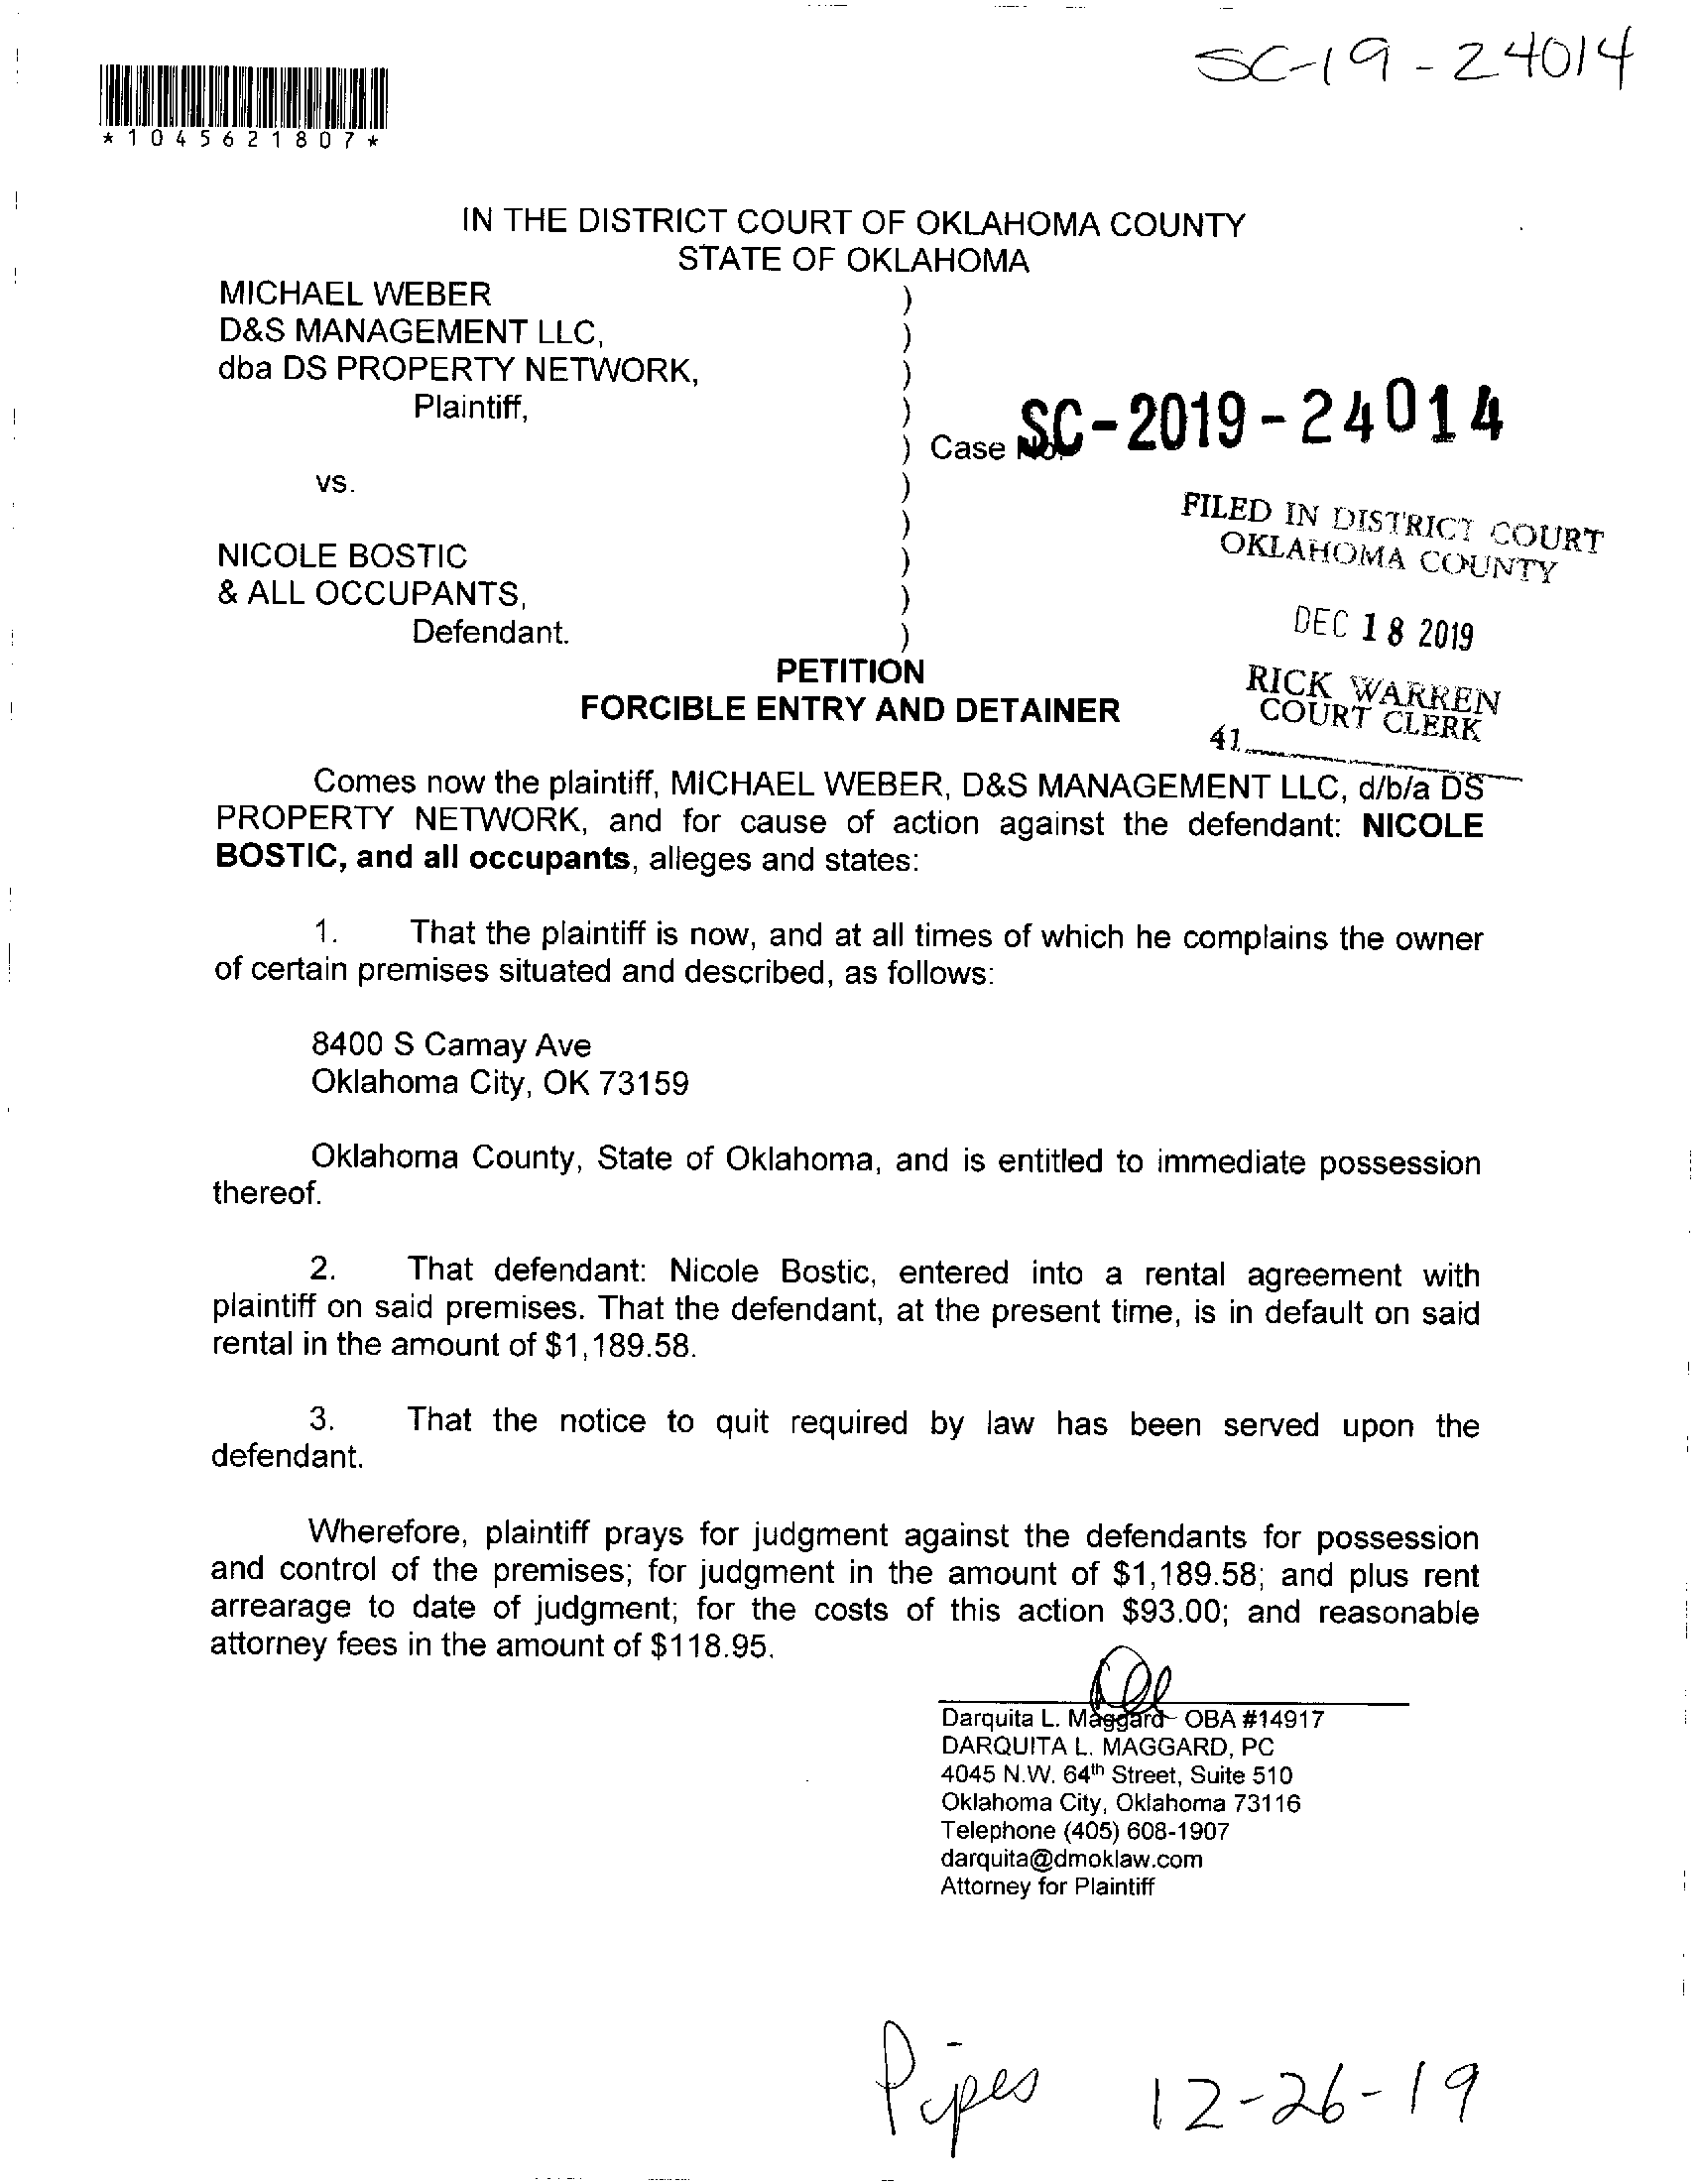 SC-19-24014
*1045621807*
IN THE DISTRICT COURT OF OKLAHOMA COUNTY
STATE OF OKLAHOMA
MICHAEL WEBER )
D&S MANAGEMENT LLC, )
dba DS PROPERTY NETWORK, )
Plaintiff, )
) Case No. SC-2019-24014
vs. )
)
NICOLE BOSTIC )
& ALL OCCUPANTS, )
Defendant. )
FILED IN DISTRICT COURT
OKLAHOMA COUNTY
DEC 18 2019
RICK WARREN
COURT CLERK
41
PETITION
FORCIBLE ENTRY AND DETAINER
Comes now the plaintiff, MICHAEL WEBER, D&S MANAGEMENT LLC, d/b/a DS
PROPERTY NETWORK, and for cause of action against the defendant: NICOLE
BOSTIC, and all occupants, alleges and states:
1. That the plaintiff is now, and at all times of which he complains the owner
of certain premises situated and described, as follows:
8400 S Camay Ave
Oklahoma City, OK 73159
Oklahoma County, State of Oklahoma, and is entitled to immediate possession
thereof.
2. That defendant: Nicole Bostic, entered into a rental agreement with
plaintiff on said premises. That the defendant, at the present time, is in default on said
rental in the amount of $1,189.58.
3. That the notice to quit required by law has been served upon the
defendant.
Wherefore, plaintiff prays for judgment against the defendants for possession
and control of the premises; for judgment in the amount of $1,189.58; and plus rent
arrearage to date of judgment; for the costs of this action $93.00; and reasonable
attorney fees in the amount of $118.95.
Darquita L. Maggard OBA #14917
DARQUITA L. MAGGARD, PC
4045 N.W. 64th Street, Suite 510
Oklahoma City, Oklahoma 73116
Telephone (405) 608-1907
darquita@dmoklaw.com
Attorney for Plaintiff
Pipes 12-26-19